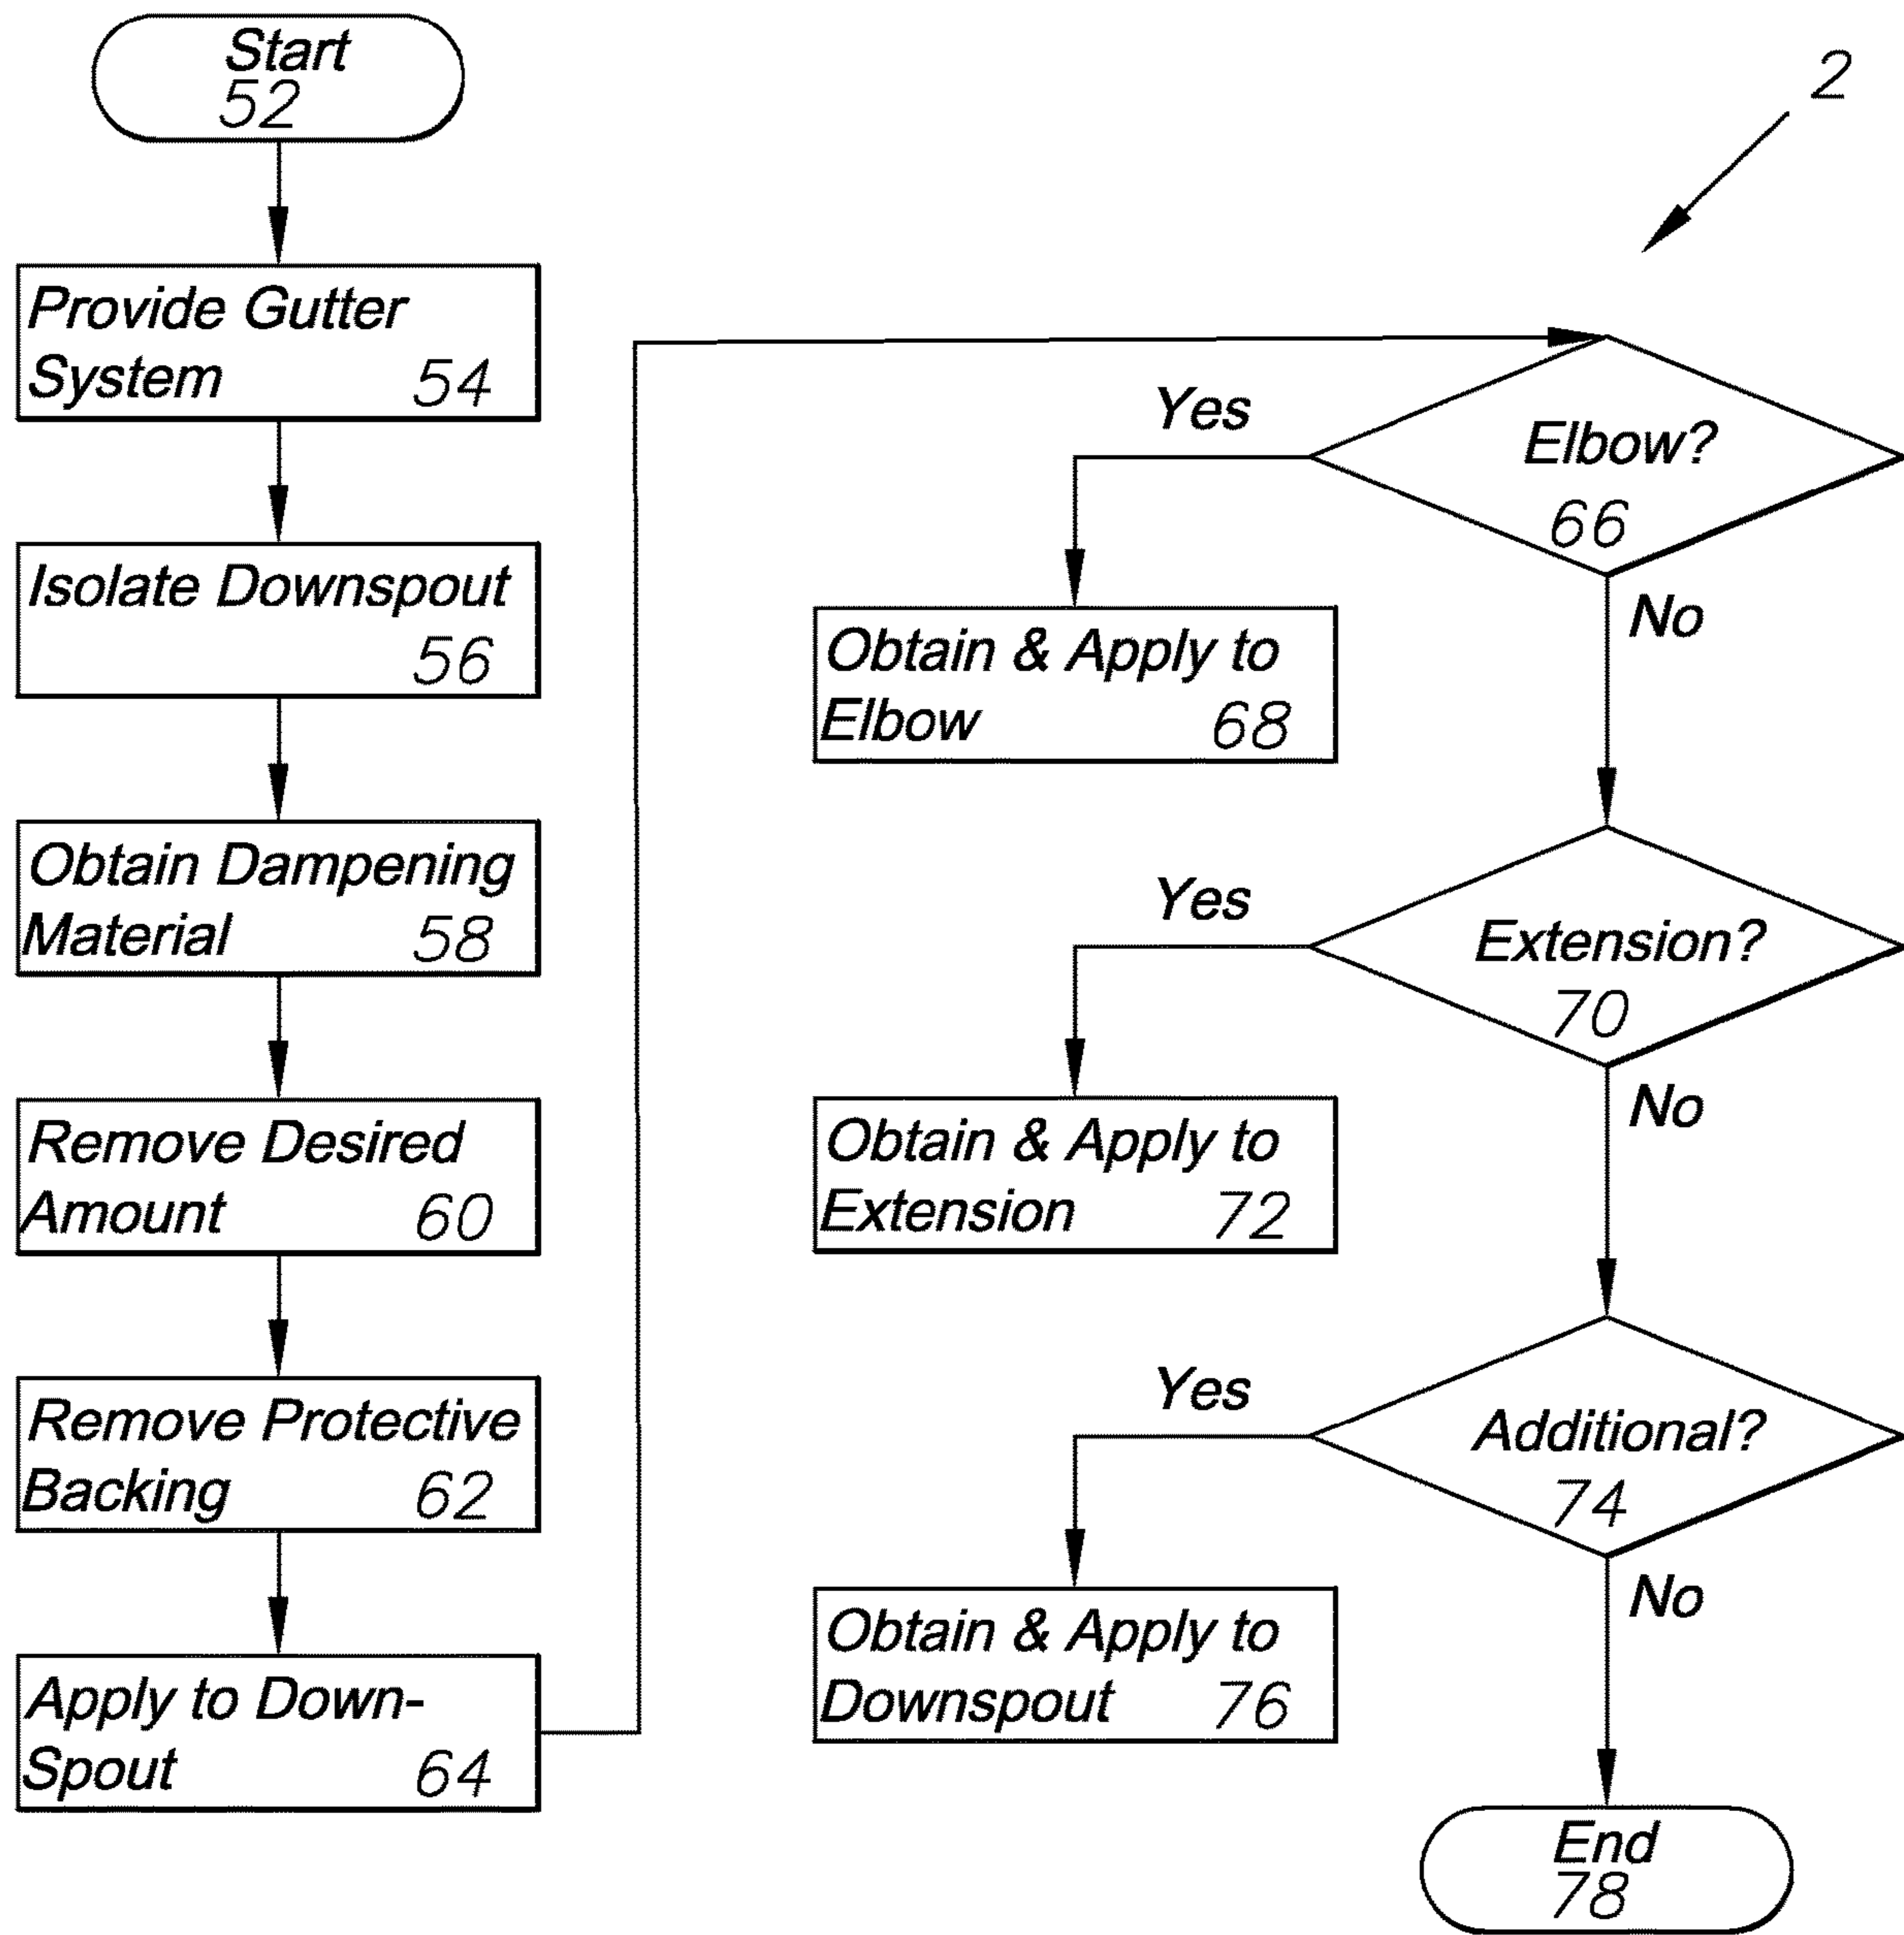 Start
52
Provide Gutter
System 54
Isolate Downspout
56
Obtain Dampening
Material 58
Remove Desired
Amount 60
Remove Protective
Backing 62
Apply to Down-
Spout 64
2
Elbow?
66
Yes
No
Obtain & Apply to
Elbow 68
Extension?
70
Yes
No
Obtain & Apply to
Extension 72
Additional?
74
Yes
No
Obtain & Apply to
Downspout 76
End
78